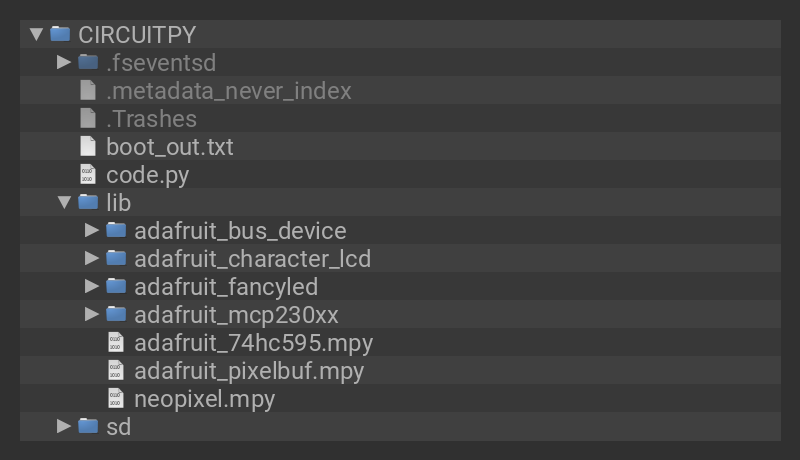 CIRCUITPY
.fseventsd
.metadata_never_index
.Trashes
boot_out.txt
code.py
lib
adafruit_bus_device
adafruit_character_lcd
adafruit_fancyled
adafruit_mcp230xx
adafruit_74hc595.mpy
adafruit_pixelbuf.mpy
neopixel.mpy
sd